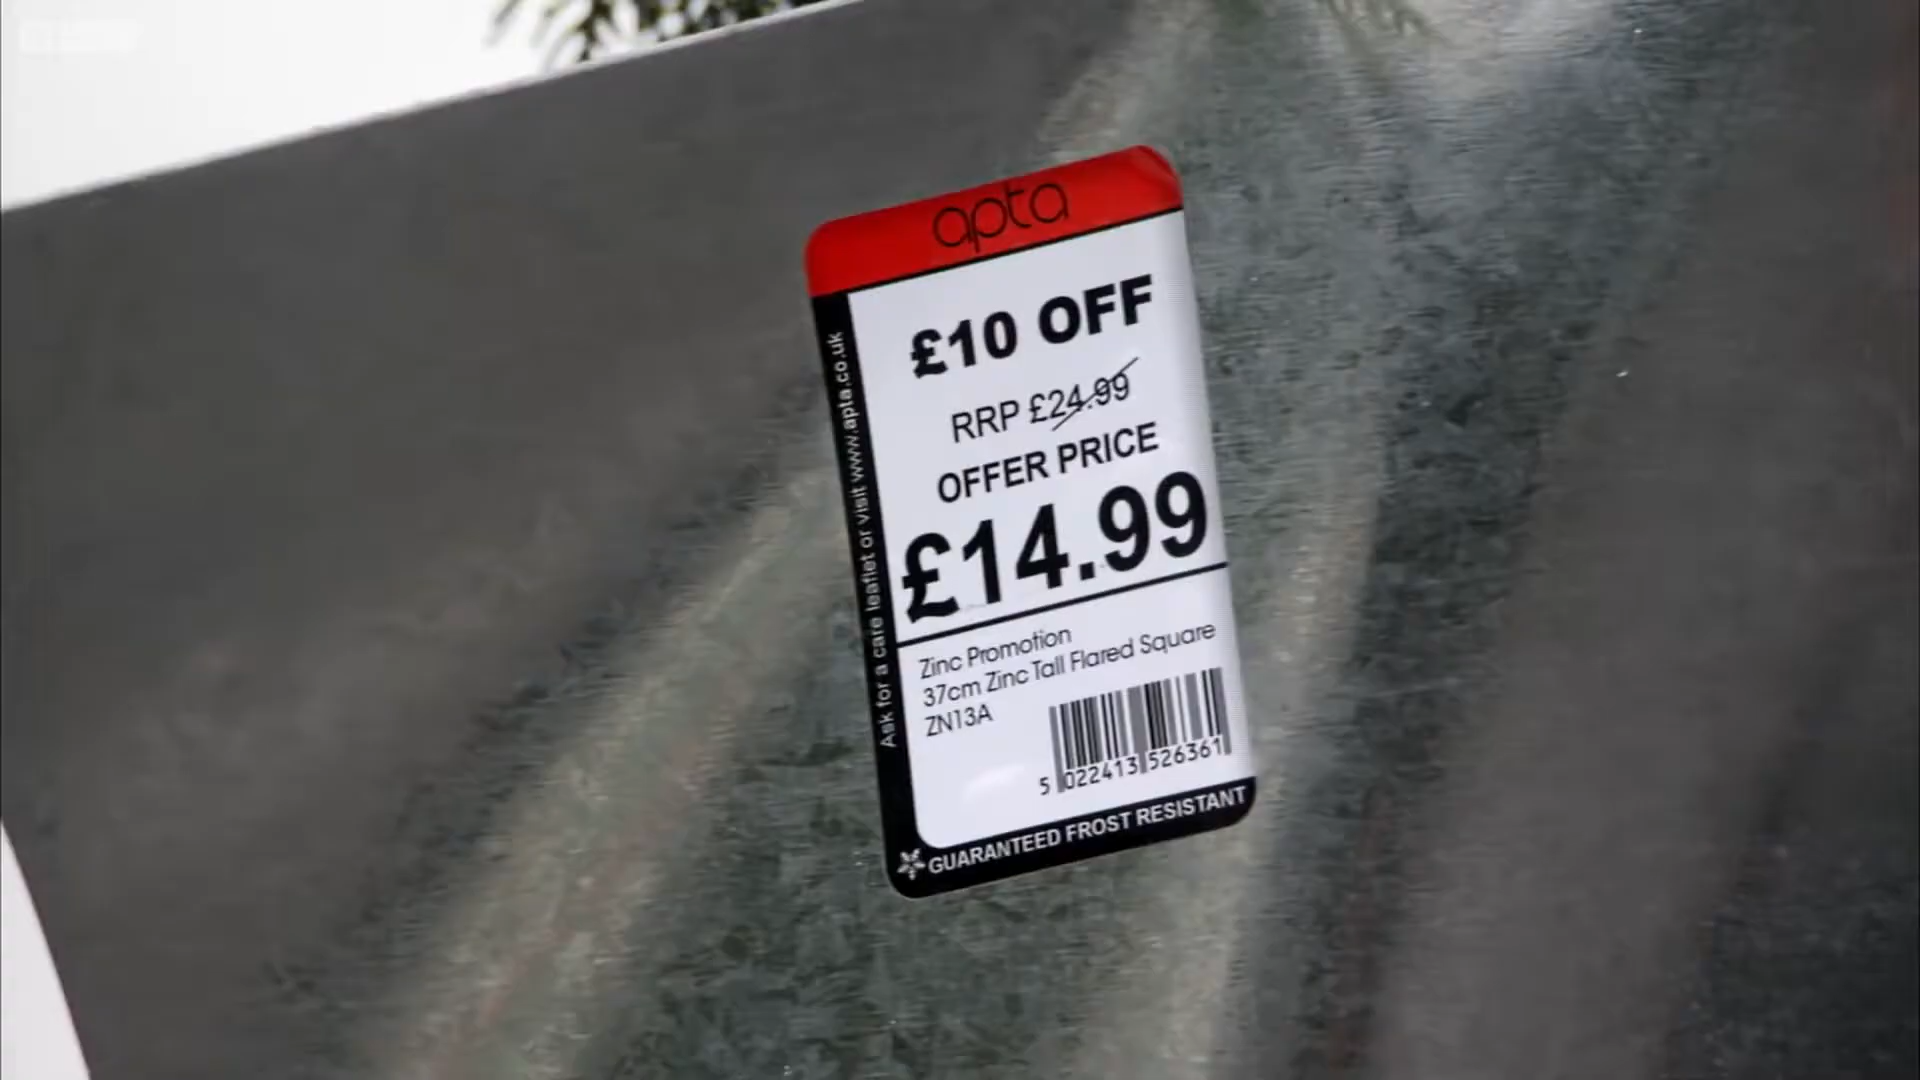 apta
£10 OFF
RRP £24.99
OFFER PRICE
£14.99
Zinc Promotion
37cm Zinc Tall Flared Square
ZN13A
5 022413 526361
GUARANTEED FROST RESISTANT
Ask for a care leaflet or visit www.apta.co.uk